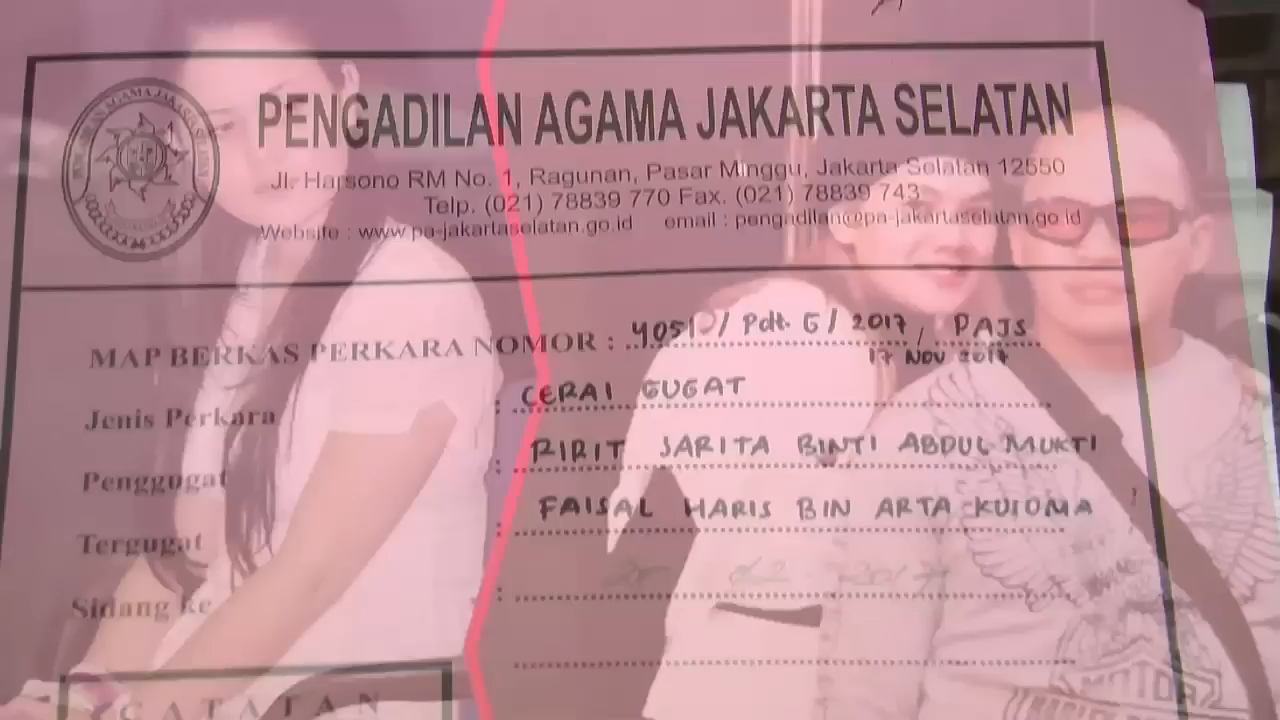 PENGADILAN AGAMA JAKARTA SELATAN
Jl. Harsono RM No. 1, Ragunan, Pasar Minggu, Jakarta Selatan 12550
Telp. (021) 78839 770 Fax. (021) 78839 743
Website : www.pa-jakartaselatan.go.id email : pengadilan@pa-jakartaselatan.go.id
MAP BERKAS PERKARA NOMOR : / Pdt. G / 2017 / PAJS
17 NOV 2017
Jenis Perkara : CERAI GUGAT
Penggugat : RIRIT SARITA BINTI ABDUL MUKTI
Tergugat : FAISAL HARIS BIN ARTA KUSOMA
Sidang ke :
CATATAN